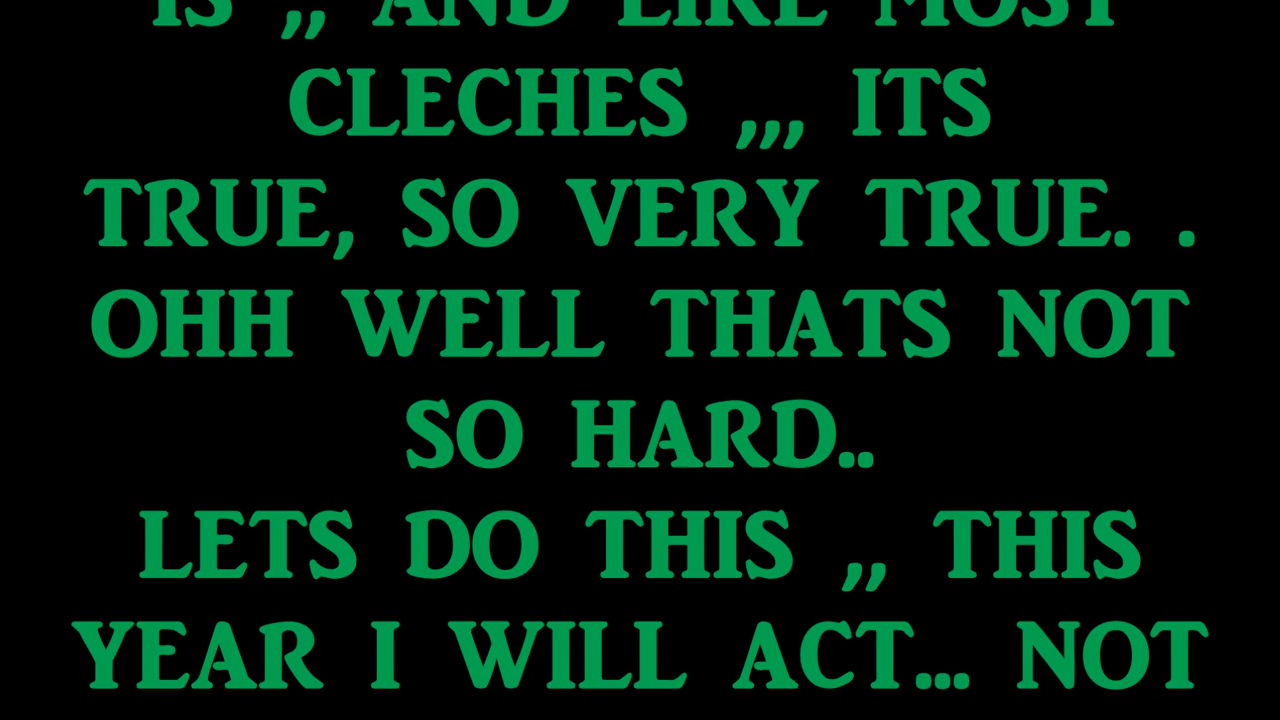 IS ,, AND LIKE MOST
CLECHES ,,, ITS
TRUE, SO VERY TRUE. .
OHH WELL THATS NOT
SO HARD..
LETS DO THIS ,, THIS
YEAR I WILL ACT... NOT